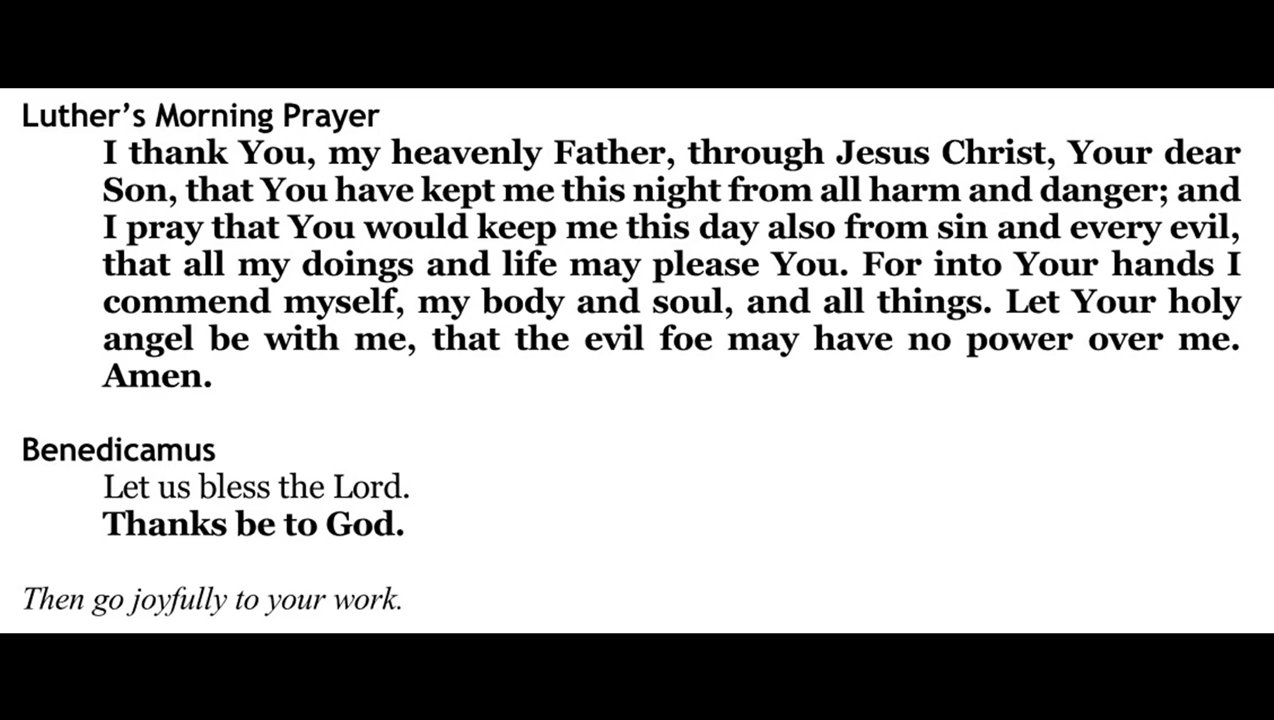 Luther’s Morning Prayer
I thank You, my heavenly Father, through Jesus Christ, Your dear
Son, that You have kept me this night from all harm and danger; and
I pray that You would keep me this day also from sin and every evil,
that all my doings and life may please You. For into Your hands I
commend myself, my body and soul, and all things. Let Your holy
angel be with me, that the evil foe may have no power over me.
Amen.
Benedicamus
Let us bless the Lord.
Thanks be to God.
Then go joyfully to your work.